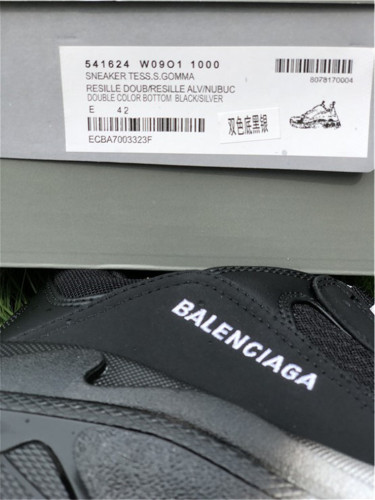 541624 W09O1 1000
SNEAKER TESS.S.GOMMA
RESILLE DOUB/RESILLE ALV/NUBUC
DOUBLE COLOR BOTTOM BLACK/SILVER
E 42
ECBA7003323F
双色底黑银
6078170004
BALENCIAGA